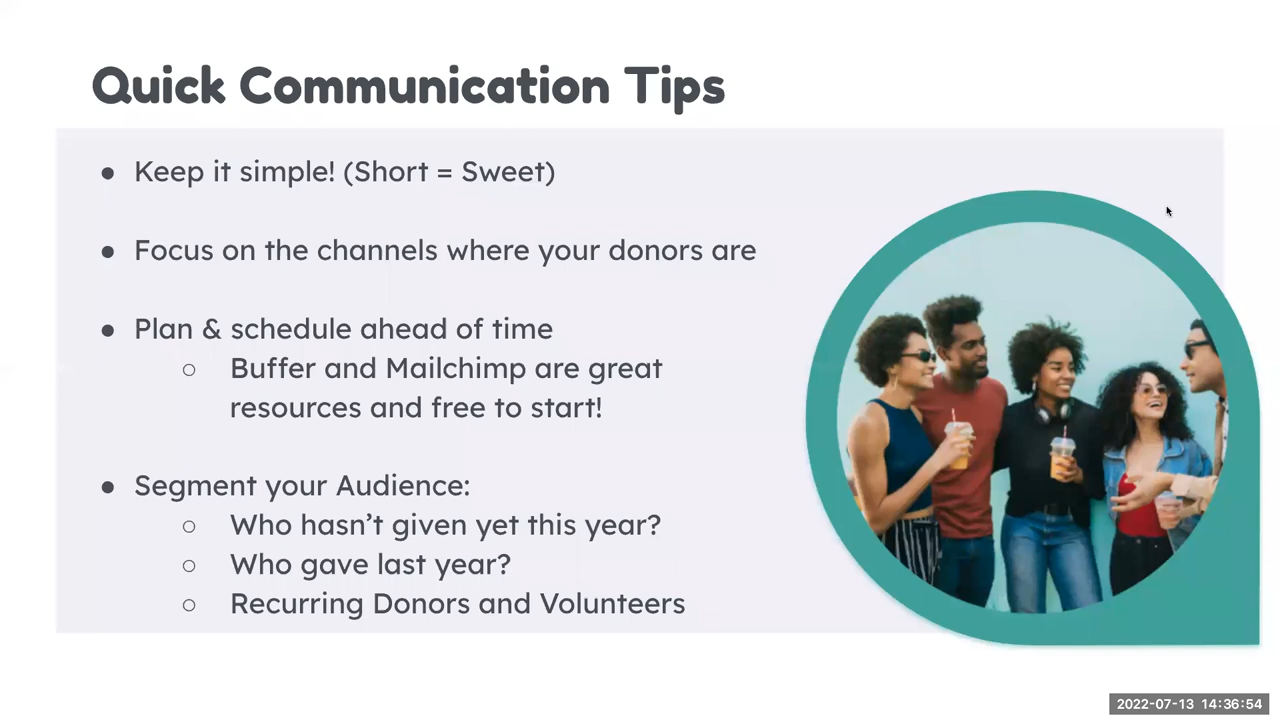 Quick Communication Tips
● Keep it simple! (Short = Sweet)
● Focus on the channels where your donors are
● Plan & schedule ahead of time
○ Buffer and Mailchimp are great
resources and free to start!
● Segment your Audience:
○ Who hasn’t given yet this year?
○ Who gave last year?
○ Recurring Donors and Volunteers
2022-07-13 14:36:54